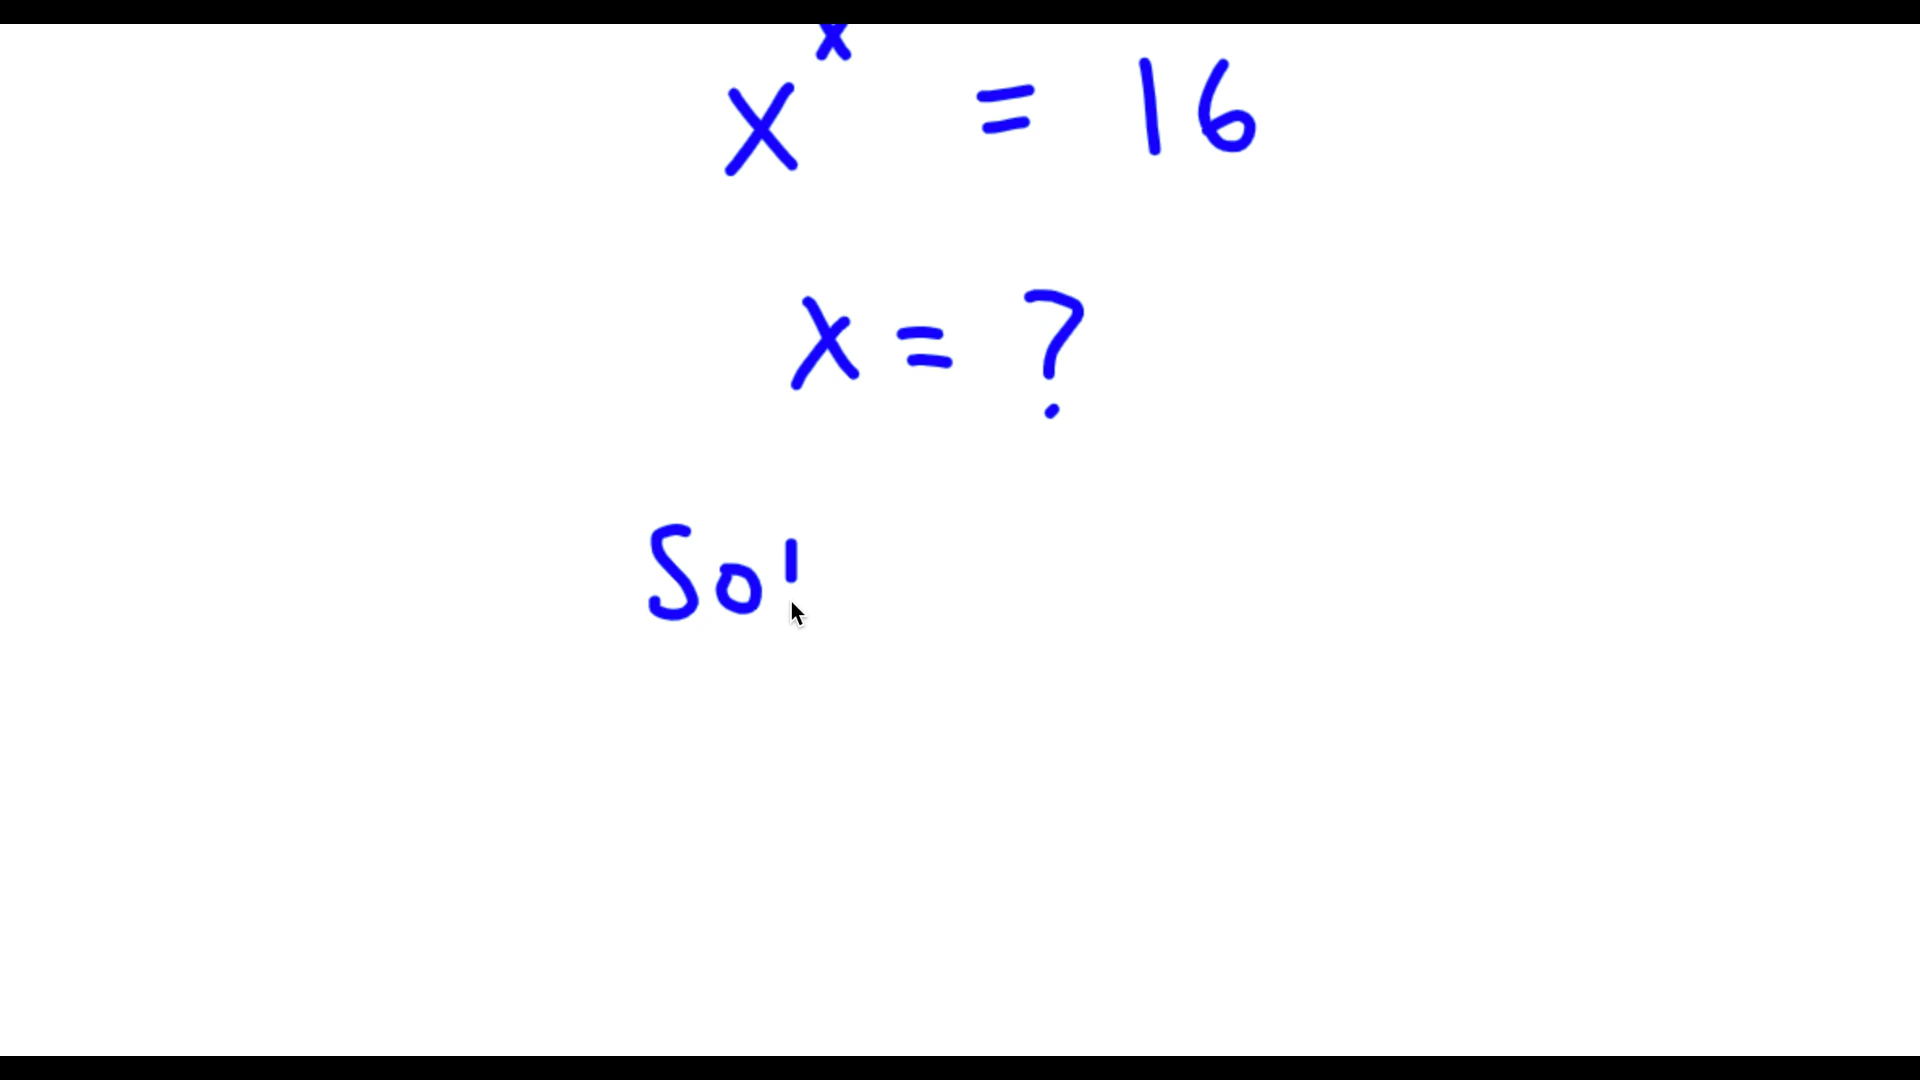 x^x = 16
x = ?
Sol